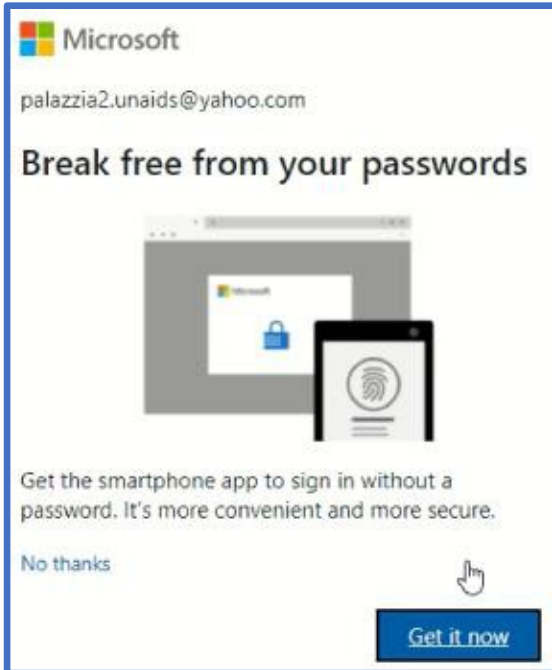 Microsoft
palazzia2.unaids@yahoo.com
Break free from your passwords
Microsoft
Get the smartphone app to sign in without a
password. It's more convenient and more secure.
No thanks
Get it now